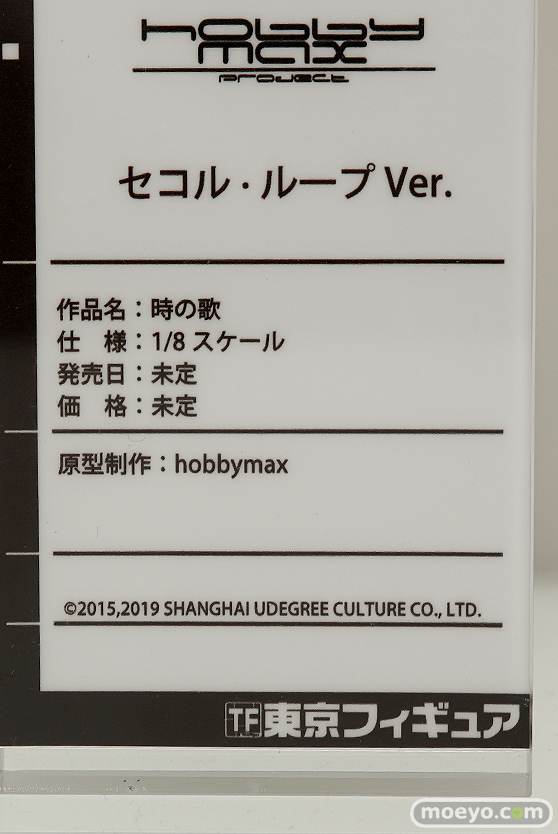 hobby
max
project
セコル・ループ Ver.
作品名：時の歌
仕　様：1/8 スケール
発売日：未定
価　格：未定
原型制作：hobbymax
©2015,2019 SHANGHAI UDEGREE CULTURE CO., LTD.
TF東京フィギュア
moeyo.com